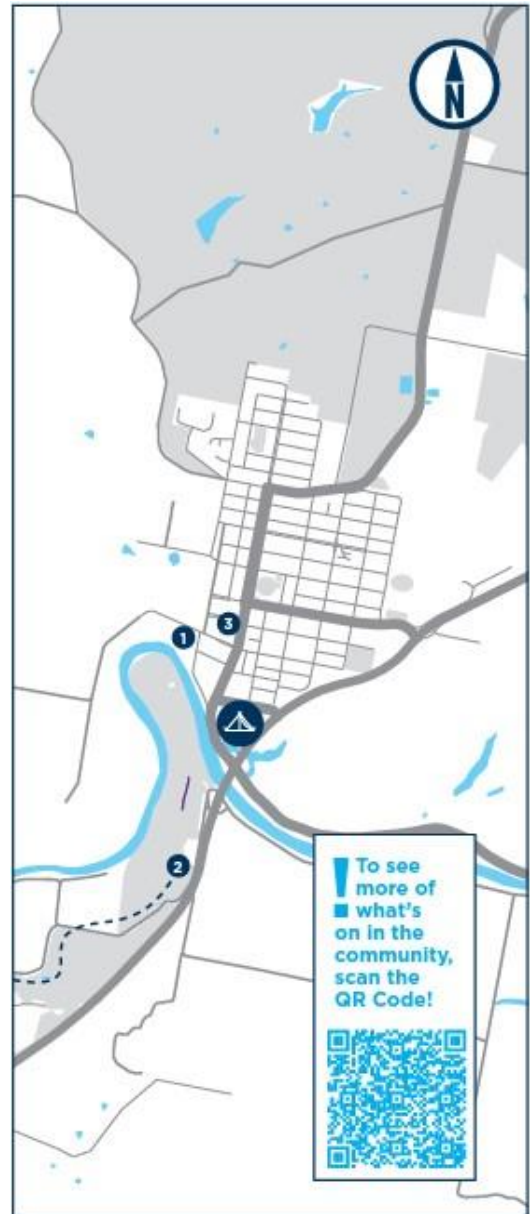 N
1
3
2
! To see
more of
what's
on in the
community,
scan the
QR Code!